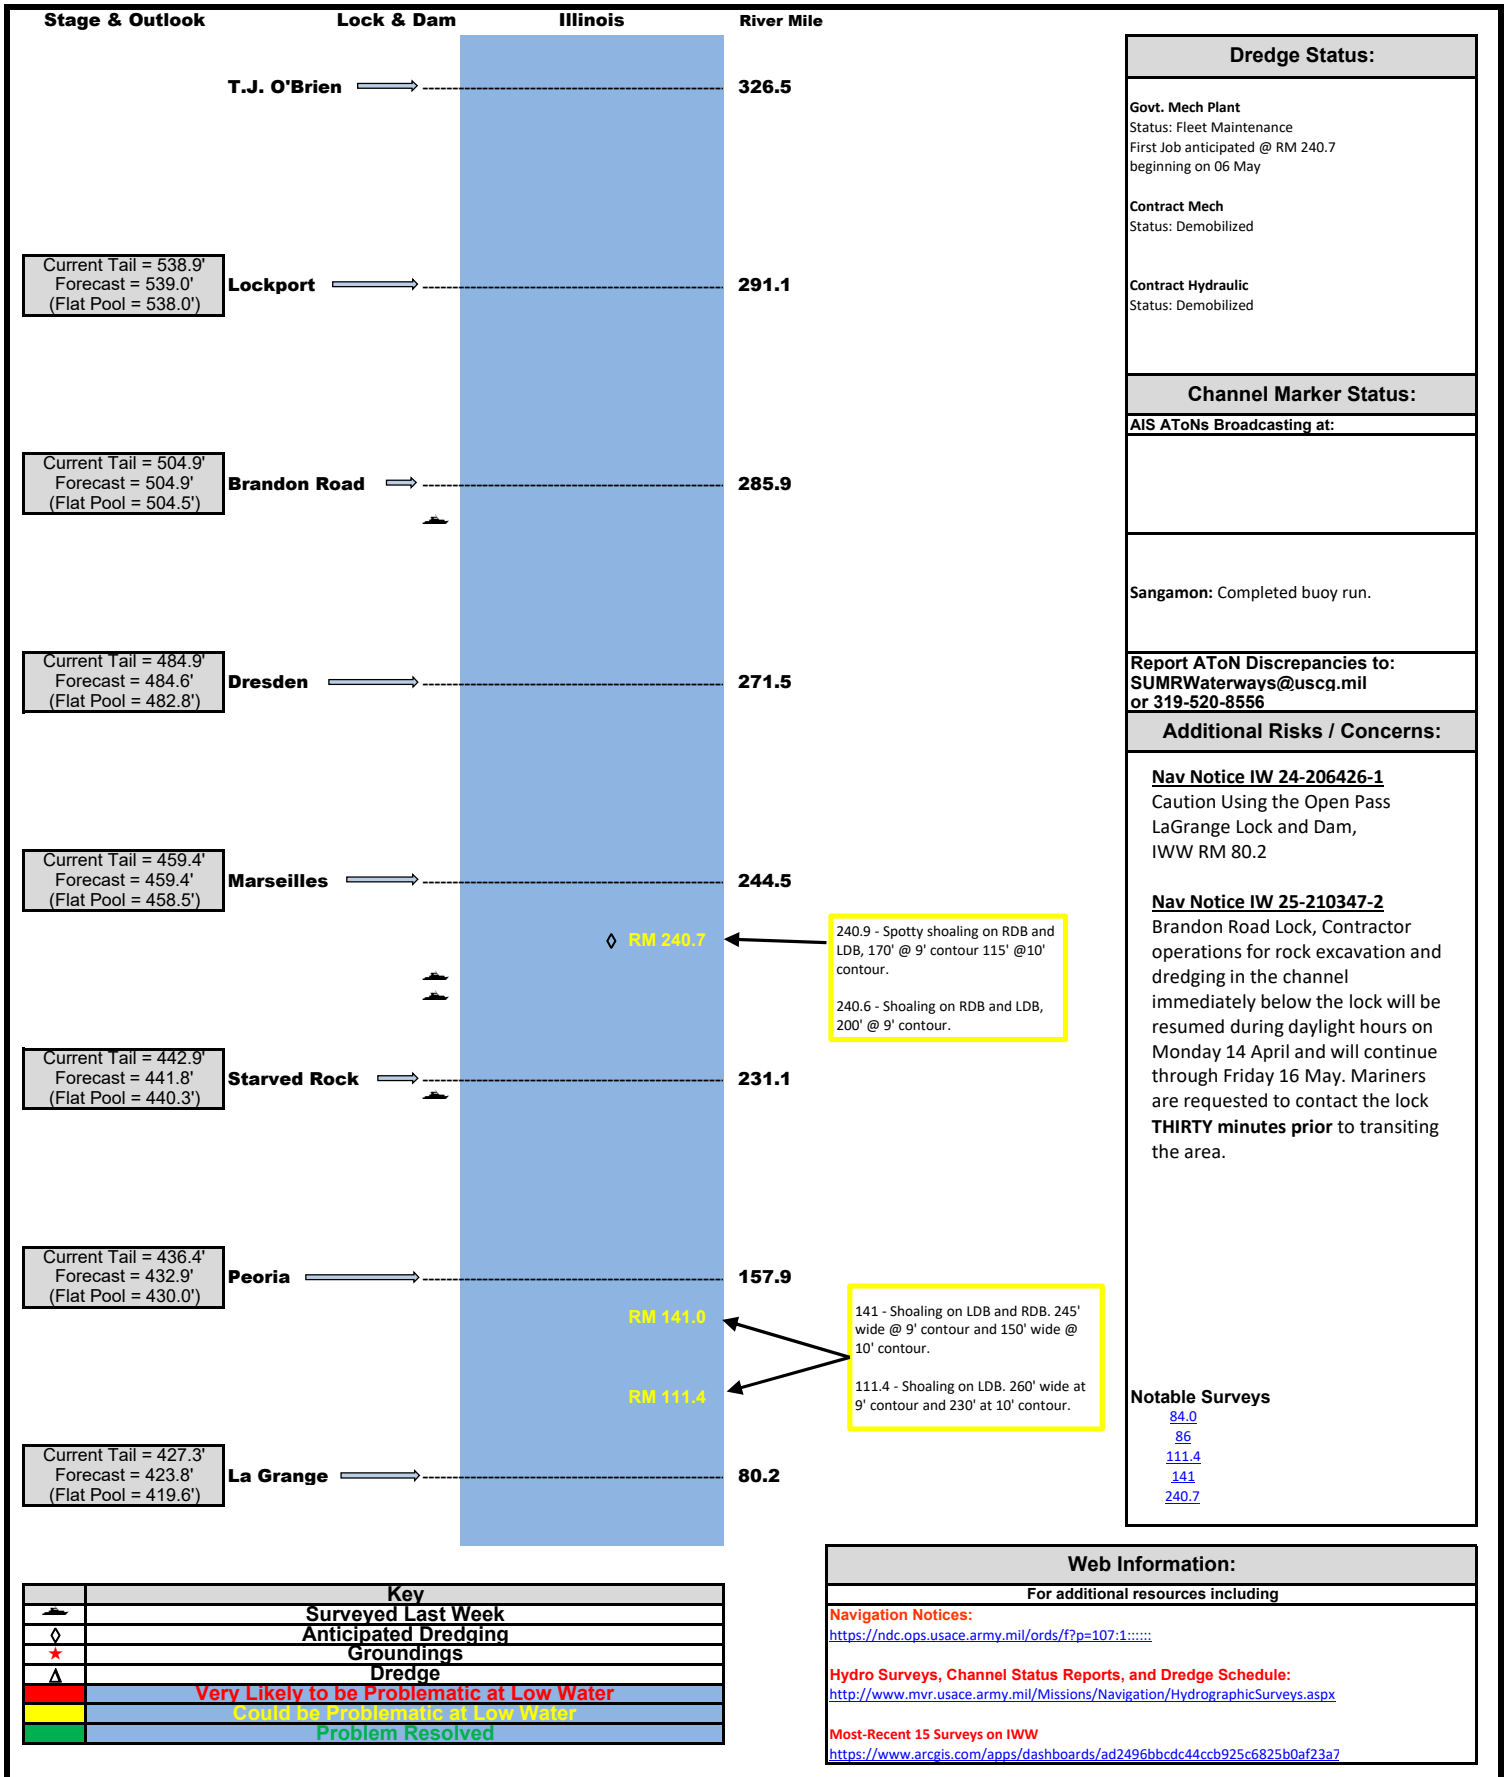 Stage & Outlook Lock & Dam Illinois River Mile
T.J. O'Brien 326.5
Current Tail = 538.9'
Forecast = 539.0'
(Flat Pool = 538.0')
Lockport 291.1
Current Tail = 504.9'
Forecast = 504.9'
(Flat Pool = 504.5')
Brandon Road 285.9
Current Tail = 484.9'
Forecast = 484.6'
(Flat Pool = 482.8')
Dresden 271.5
Current Tail = 459.4'
Forecast = 459.4'
(Flat Pool = 458.5')
Marseilles 244.5
RM 240.7
240.9 - Spotty shoaling on RDB and
LDB, 170' @ 9' contour 115' @10'
contour.
240.6 - Shoaling on RDB and LDB,
200' @ 9' contour.
Current Tail = 442.9'
Forecast = 441.8'
(Flat Pool = 440.3')
Starved Rock 231.1
Current Tail = 436.4'
Forecast = 432.9'
(Flat Pool = 430.0')
Peoria 157.9
RM 141.0
RM 111.4
141 - Shoaling on LDB and RDB. 245'
wide @ 9' contour and 150' wide @
10' contour.
111.4 - Shoaling on LDB. 260' wide at
9' contour and 230' at 10' contour.
Current Tail = 427.3'
Forecast = 423.8'
(Flat Pool = 419.6')
La Grange 80.2
Dredge Status:
Govt. Mech Plant
Status: Fleet Maintenance
First Job anticipated @ RM 240.7
beginning on 06 May
Contract Mech
Status: Demobilized
Contract Hydraulic
Status: Demobilized
Channel Marker Status:
AIS AToNs Broadcasting at:
Sangamon: Completed buoy run.
Report AToN Discrepancies to:
SUMRWaterways@uscg.mil
or 319-520-8556
Additional Risks / Concerns:
Nav Notice IW 24-206426-1
Caution Using the Open Pass
LaGrange Lock and Dam,
IWW RM 80.2
Nav Notice IW 25-210347-2
Brandon Road Lock, Contractor
operations for rock excavation and
dredging in the channel
immediately below the lock will be
resumed during daylight hours on
Monday 14 April and will continue
through Friday 16 May. Mariners
are requested to contact the lock
THIRTY minutes prior to transiting
the area.
Notable Surveys
84.0
86
111.4
141
240.7
Key
Surveyed Last Week
Anticipated Dredging
Groundings
Dredge
Very Likely to be Problematic at Low Water
Could be Problematic at Low Water
Problem Resolved
Web Information:
For additional resources including
Navigation Notices:
https://ndc.ops.usace.army.mil/ords/f?p=107:1::::::
Hydro Surveys, Channel Status Reports, and Dredge Schedule:
http://www.mvr.usace.army.mil/Missions/Navigation/HydrographicSurveys.aspx
Most-Recent 15 Surveys on IWW
https://www.arcgis.com/apps/dashboards/ad2496bbcdc44ccb925c6825b0af23a7